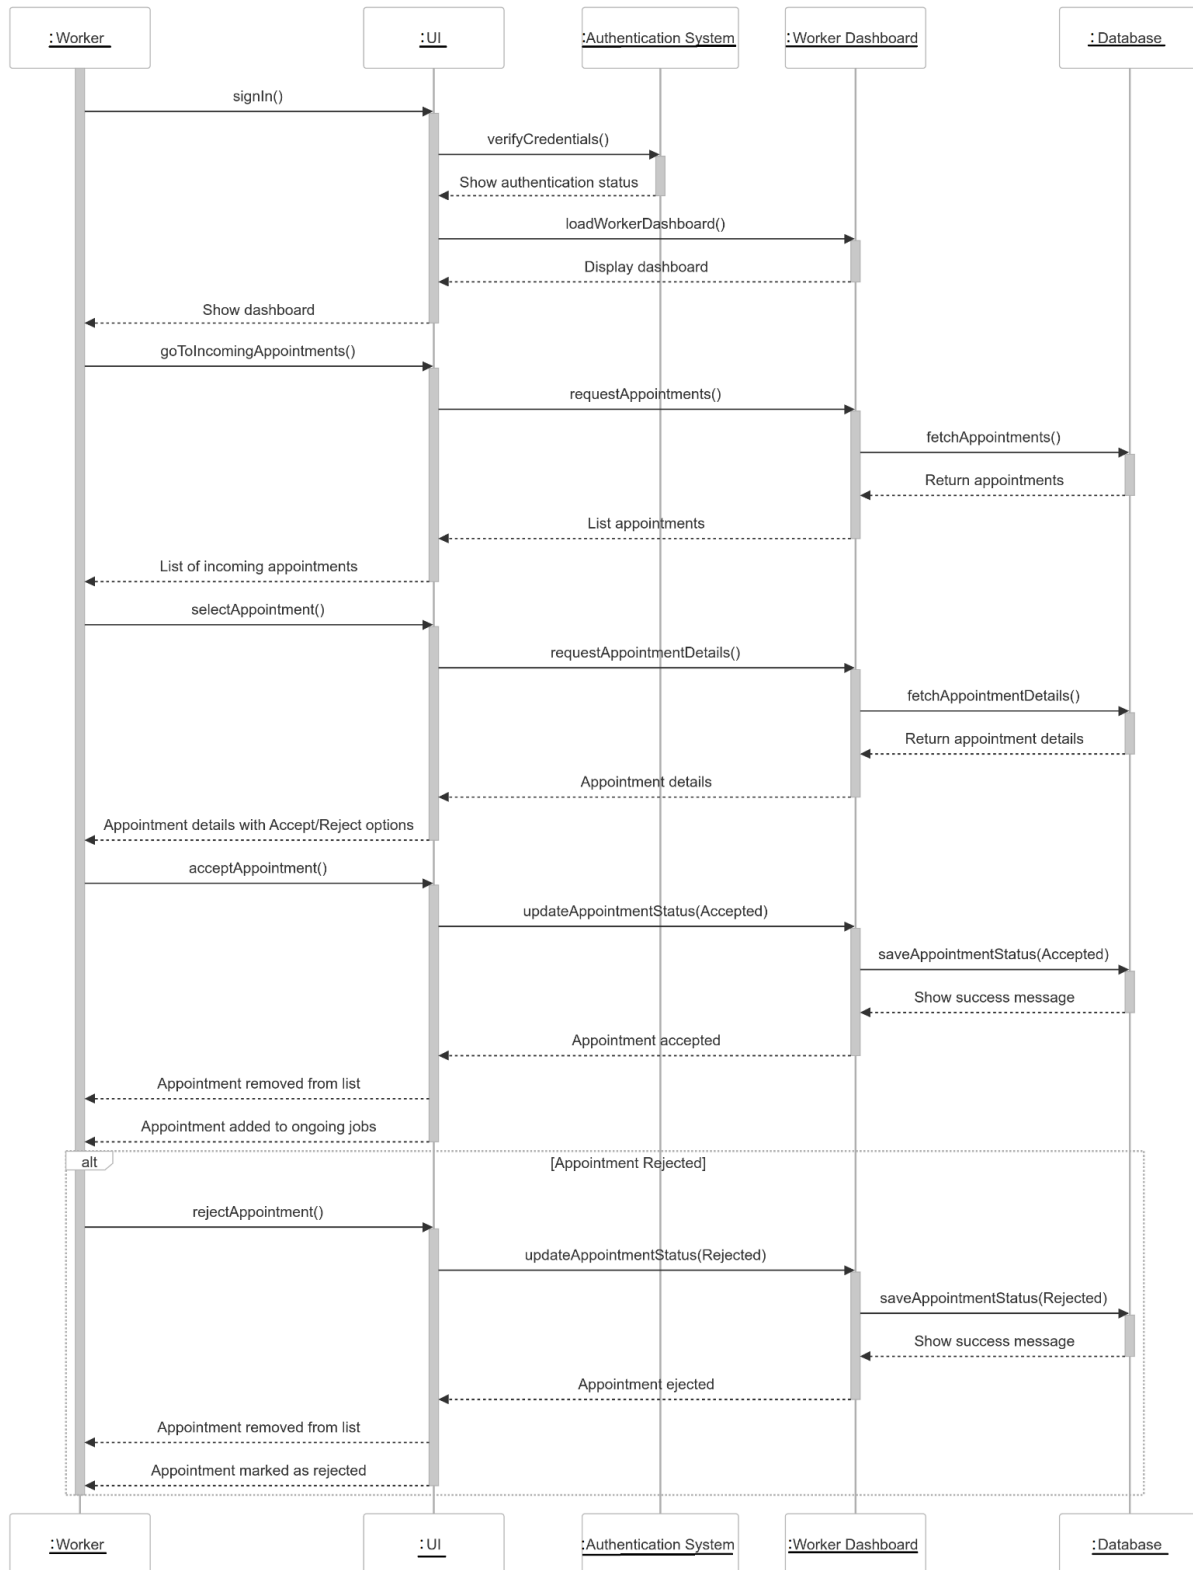 :Worker
:UI
:Authentication System
:Worker Dashboard
:Database
signIn()
verifyCredentials()
Show authentication status
loadWorkerDashboard()
Display dashboard
Show dashboard
goToIncomingAppointments()
requestAppointments()
fetchAppointments()
Return appointments
List appointments
List of incoming appointments
selectAppointment()
requestAppointmentDetails()
fetchAppointmentDetails()
Return appointment details
Appointment details
Appointment details with Accept/Reject options
acceptAppointment()
updateAppointmentStatus(Accepted)
saveAppointmentStatus(Accepted)
Show success message
Appointment accepted
Appointment removed from list
Appointment added to ongoing jobs
alt
[Appointment Rejected]
rejectAppointment()
updateAppointmentStatus(Rejected)
saveAppointmentStatus(Rejected)
Show success message
Appointment ejected
Appointment removed from list
Appointment marked as rejected
:Worker
:UI
:Authentication System
:Worker Dashboard
:Database